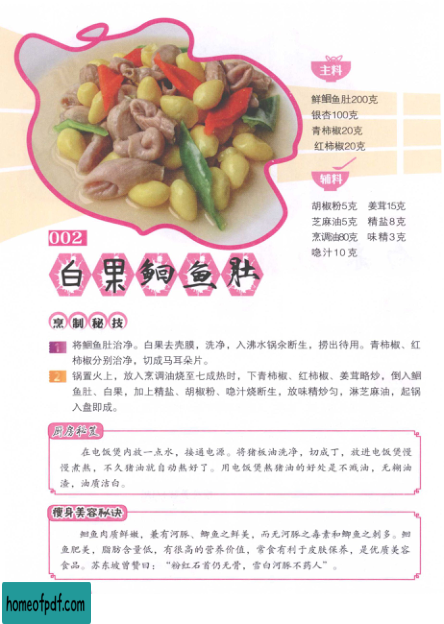 主料
鲜鮰鱼肚200克
银杏100克
青柿椒20克
红柿椒20克
辅料
胡椒粉5克 姜茸15克
芝麻油5克 精盐8克
烹调油80克 味精3克
隐汁10克
002
白果鮰鱼肚
烹制秘技
1 将鮰鱼肚治净。白果去壳膜，洗净，入沸水锅汆断生，捞出待用。青柿椒、红
柿椒分别治净，切成马耳朵片。
2 锅置火上，放入烹调油烧至七成热时，下青柿椒、红柿椒、姜茸略炒，倒入鮰
鱼肚、白果，加上精盐、胡椒粉、隐汁烧断生，放味精炒匀，淋芝麻油，起锅
入盘即成。
厨房私芨
在电饭煲内放一点水，接通电源。将猪板油洗净，切成丁，放进电饭煲慢
慢煮熬，不久猪油就自动熬好了。用电饭煲熬猪油的好处是不溅油，无糊油
渣，油质洁白。
瘦身美容秘诀
鮰鱼肉质鲜嫩，兼有河豚、鲫鱼之鲜美，而无河豚之毒素和鲫鱼之刺多。鮰
鱼肥美，脂肪含量低，有很高的营养价值，常食有利于皮肤保养，是优质美容
食品。苏东坡曾赞曰：“粉红石首仍无骨，雪白河豚不药人”。
homeofpdf.com